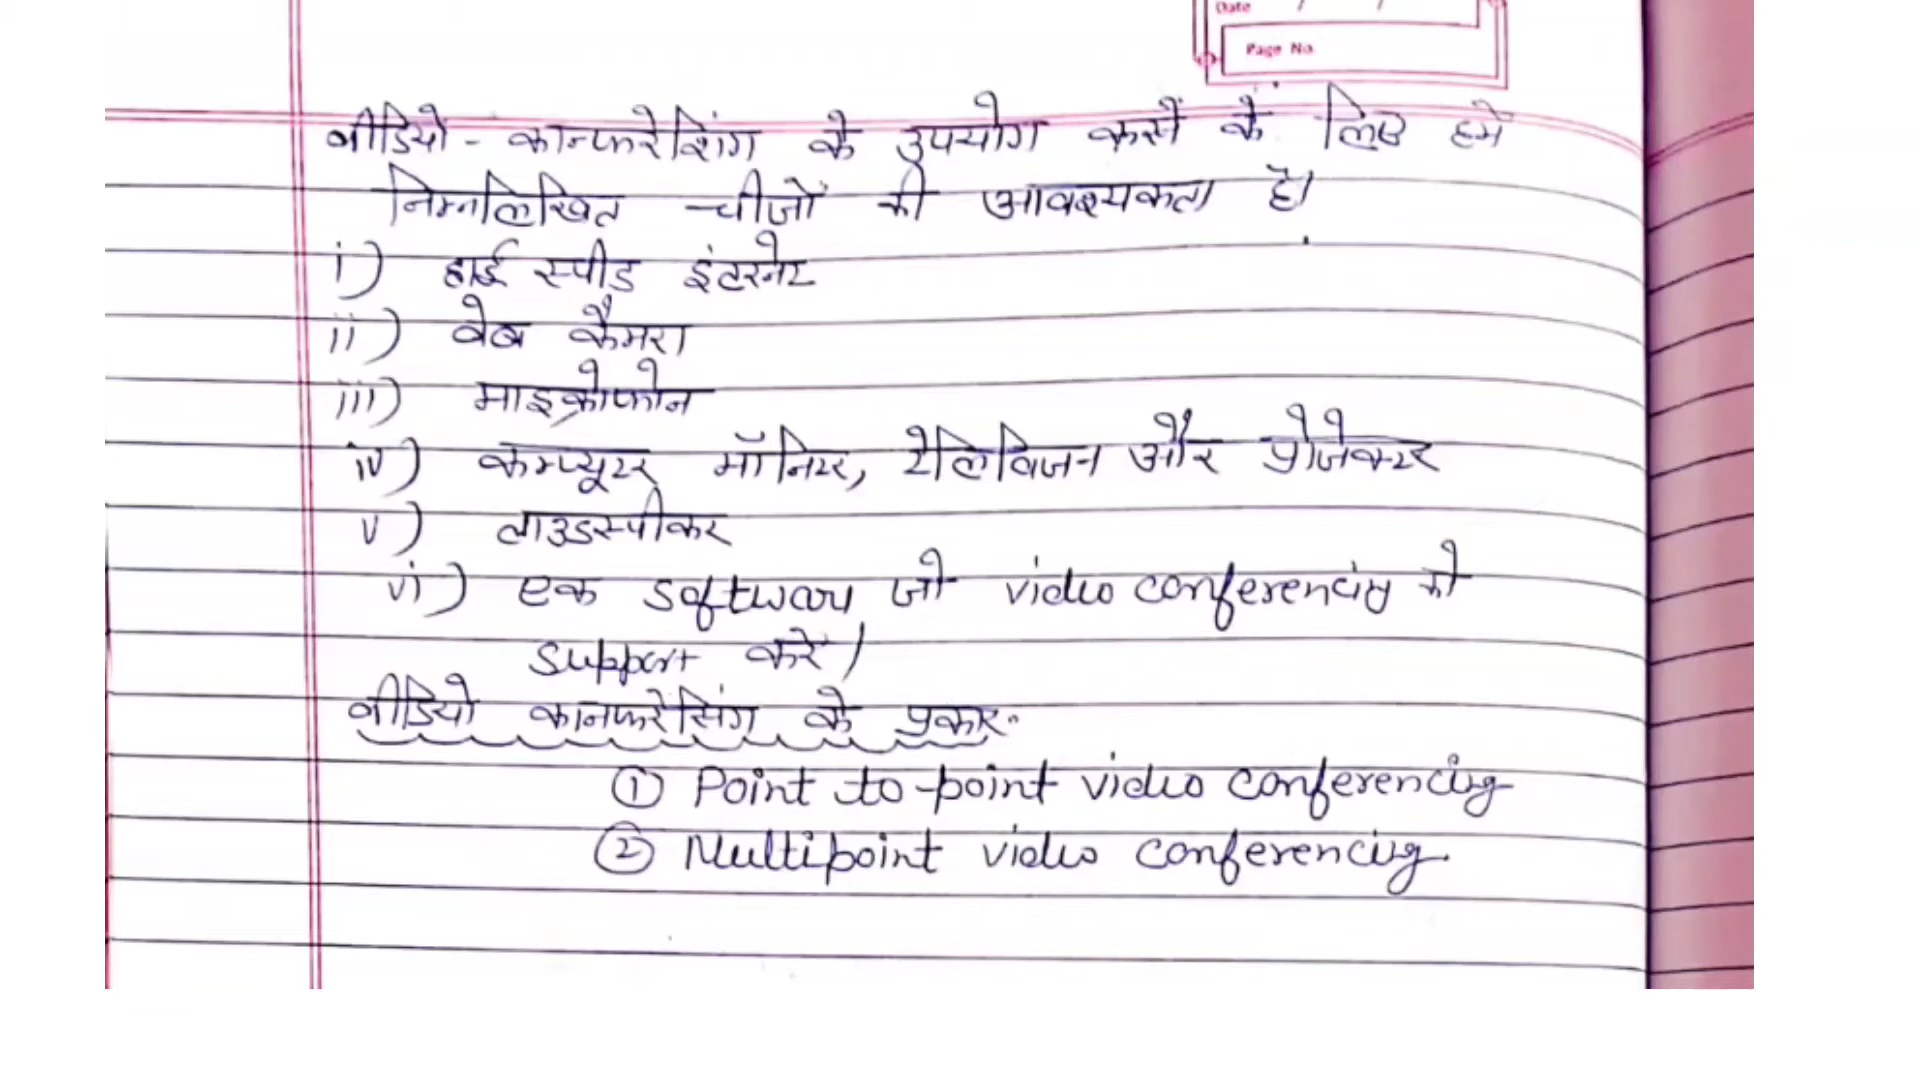 Date / /
Page No.
वीडियो - कान्फरेशिंग के उपयोग करने के लिए हमें
निम्नलिखित चीजों की आवश्यकता है।
i) हाई स्पीड इंटरनेट
ii) वेब कैमरा
iii) माइक्रोफोन
iv) कम्प्यूटर मॉनिटर, टेलिविजन और प्रोजेक्टर
v) लाउडस्पीकर
vi) एक software जो video conferencing को
support करें।
वीडियो कानफरेंसिंग के प्रकार:
① Point to-point video conferencing
② Multipoint video conferencing